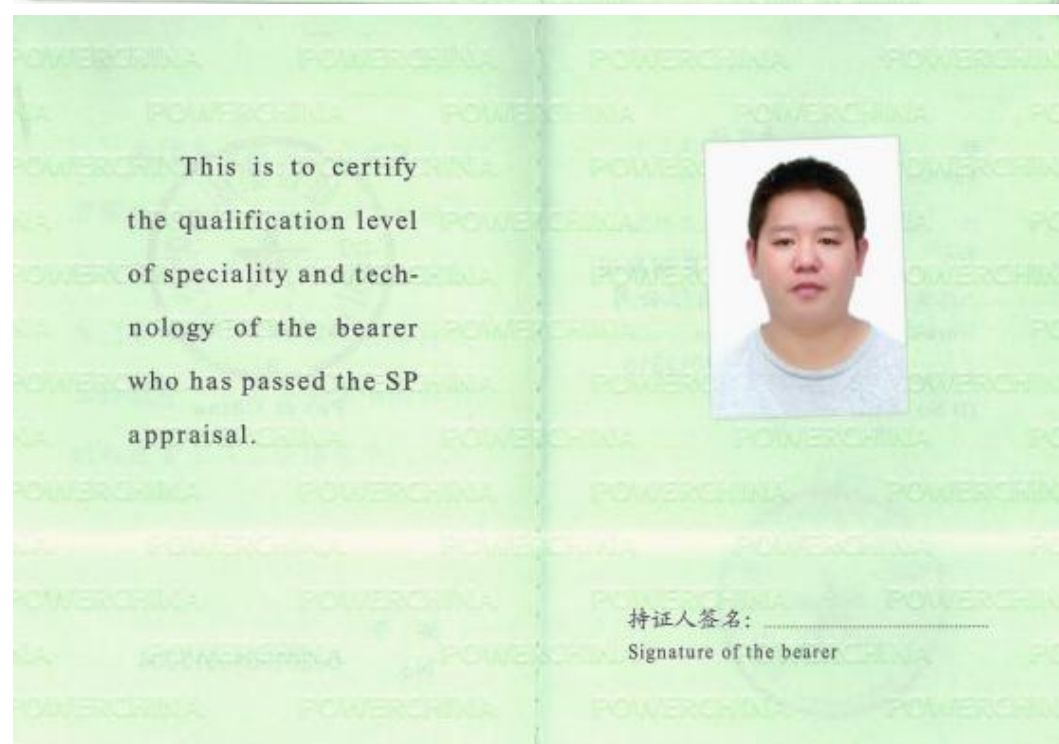 This is to certify
the qualification level
of speciality and tech-
nology of the bearer
who has passed the SP
appraisal.
持证人签名：
Signature of the bearer
POWERCHINA